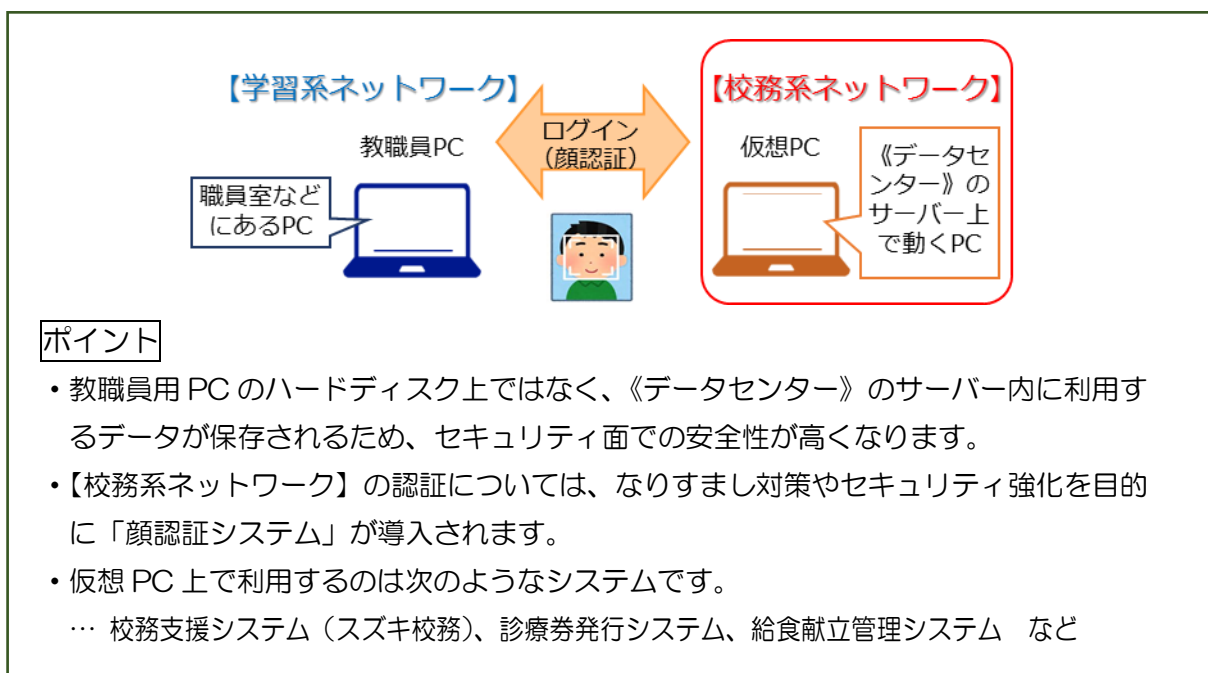 【学習系ネットワーク】
【校務系ネットワーク】
ログイン
（顔認証）
教職員PC
仮想PC
職員室など
にあるPC
《データセ
ンター》の
サーバー上
で動くPC
ポイント
・教職員用 PC のハードディスク上ではなく、《データセンター》のサーバー内に利用す
るデータが保存されるため、セキュリティ面での安全性が高くなります。
・【校務系ネットワーク】の認証については、なりすまし対策やセキュリティ強化を目的
に「顔認証システム」が導入されます。
・仮想 PC 上で利用するのは次のようなシステムです。
… 校務支援システム（スズキ校務）、診療券発行システム、給食献立管理システム　など